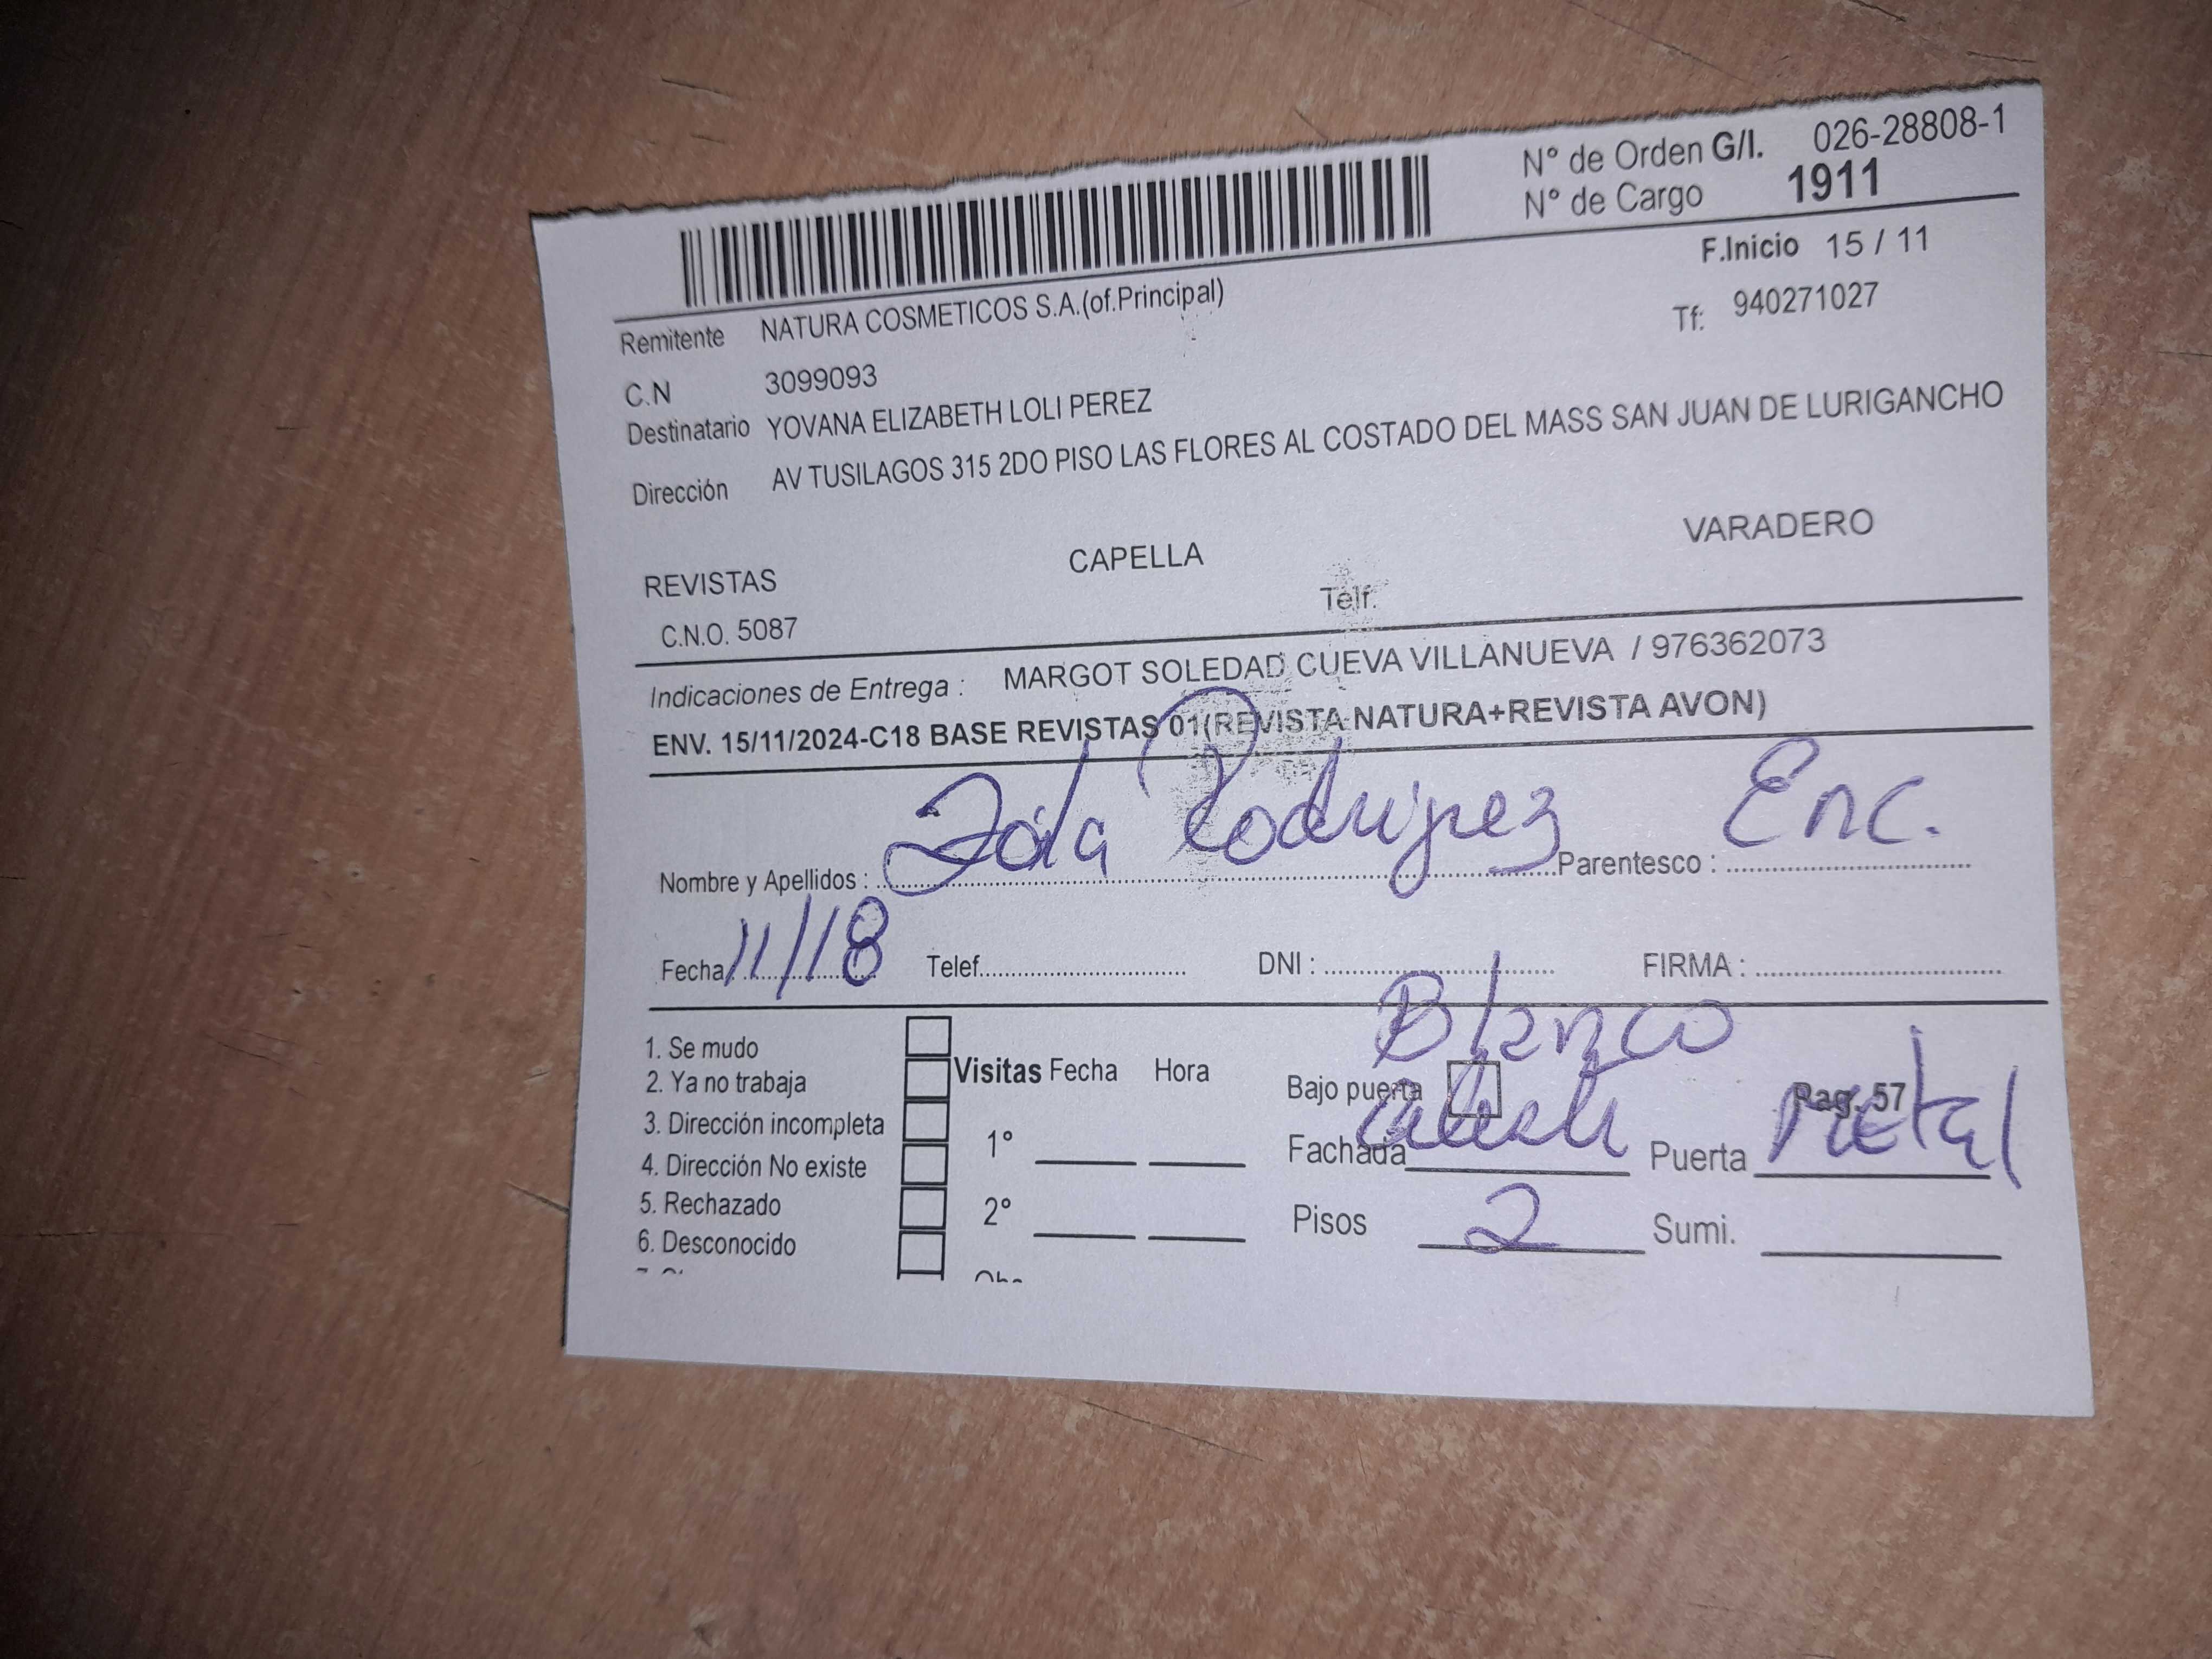 N° de Orden G/I. 026-28808-1
N° de Cargo 1911
F.Inicio 15 / 11
Remitente NATURA COSMETICOS S.A.(of.Principal)
Tf: 940271027
C.N 3099093
Destinatario YOVANA ELIZABETH LOLI PEREZ
Dirección AV TUSILAGOS 315 2DO PISO LAS FLORES AL COSTADO DEL MASS SAN JUAN DE LURIGANCHO
REVISTAS CAPELLA VARADERO
C.N.O. 5087 Telf.
Indicaciones de Entrega : MARGOT SOLEDAD CUEVA VILLANUEVA / 976362073
ENV. 15/11/2024-C18 BASE REVISTAS 01(REVISTA NATURA+REVISTA AVON)
Nombre y Apellidos : Rodriguez Parentesco : Enc.
Fecha 11/18 Telef. DNI : FIRMA :
Blanco
1. Se mudo
2. Ya no trabaja
3. Dirección incompleta
4. Dirección No existe
5. Rechazado
6. Desconocido
Visitas Fecha Hora
1°
2°
Bajo puerta Pag. 57
Fachada Puerta metal
Pisos 2 Sumi.